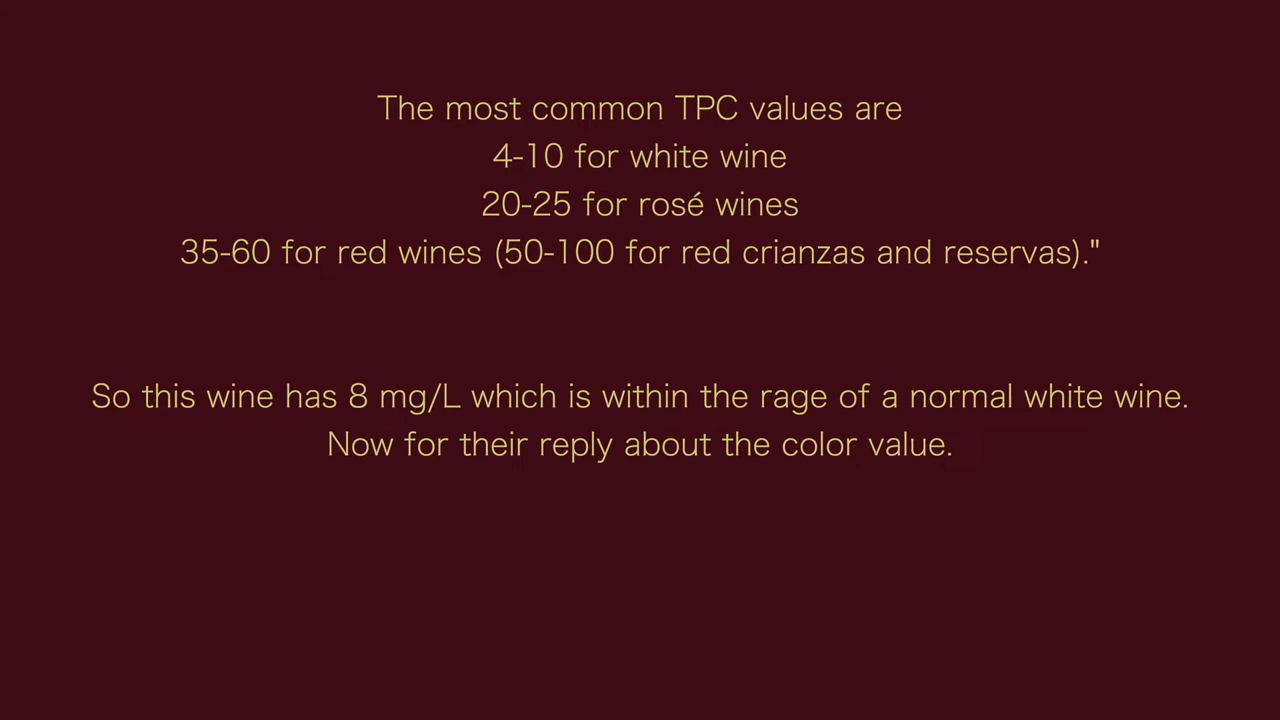 The most common TPC values are
4-10 for white wine
20-25 for rosé wines
35-60 for red wines (50-100 for red crianzas and reservas)."
So this wine has 8 mg/L which is within the rage of a normal white wine.
Now for their reply about the color value.